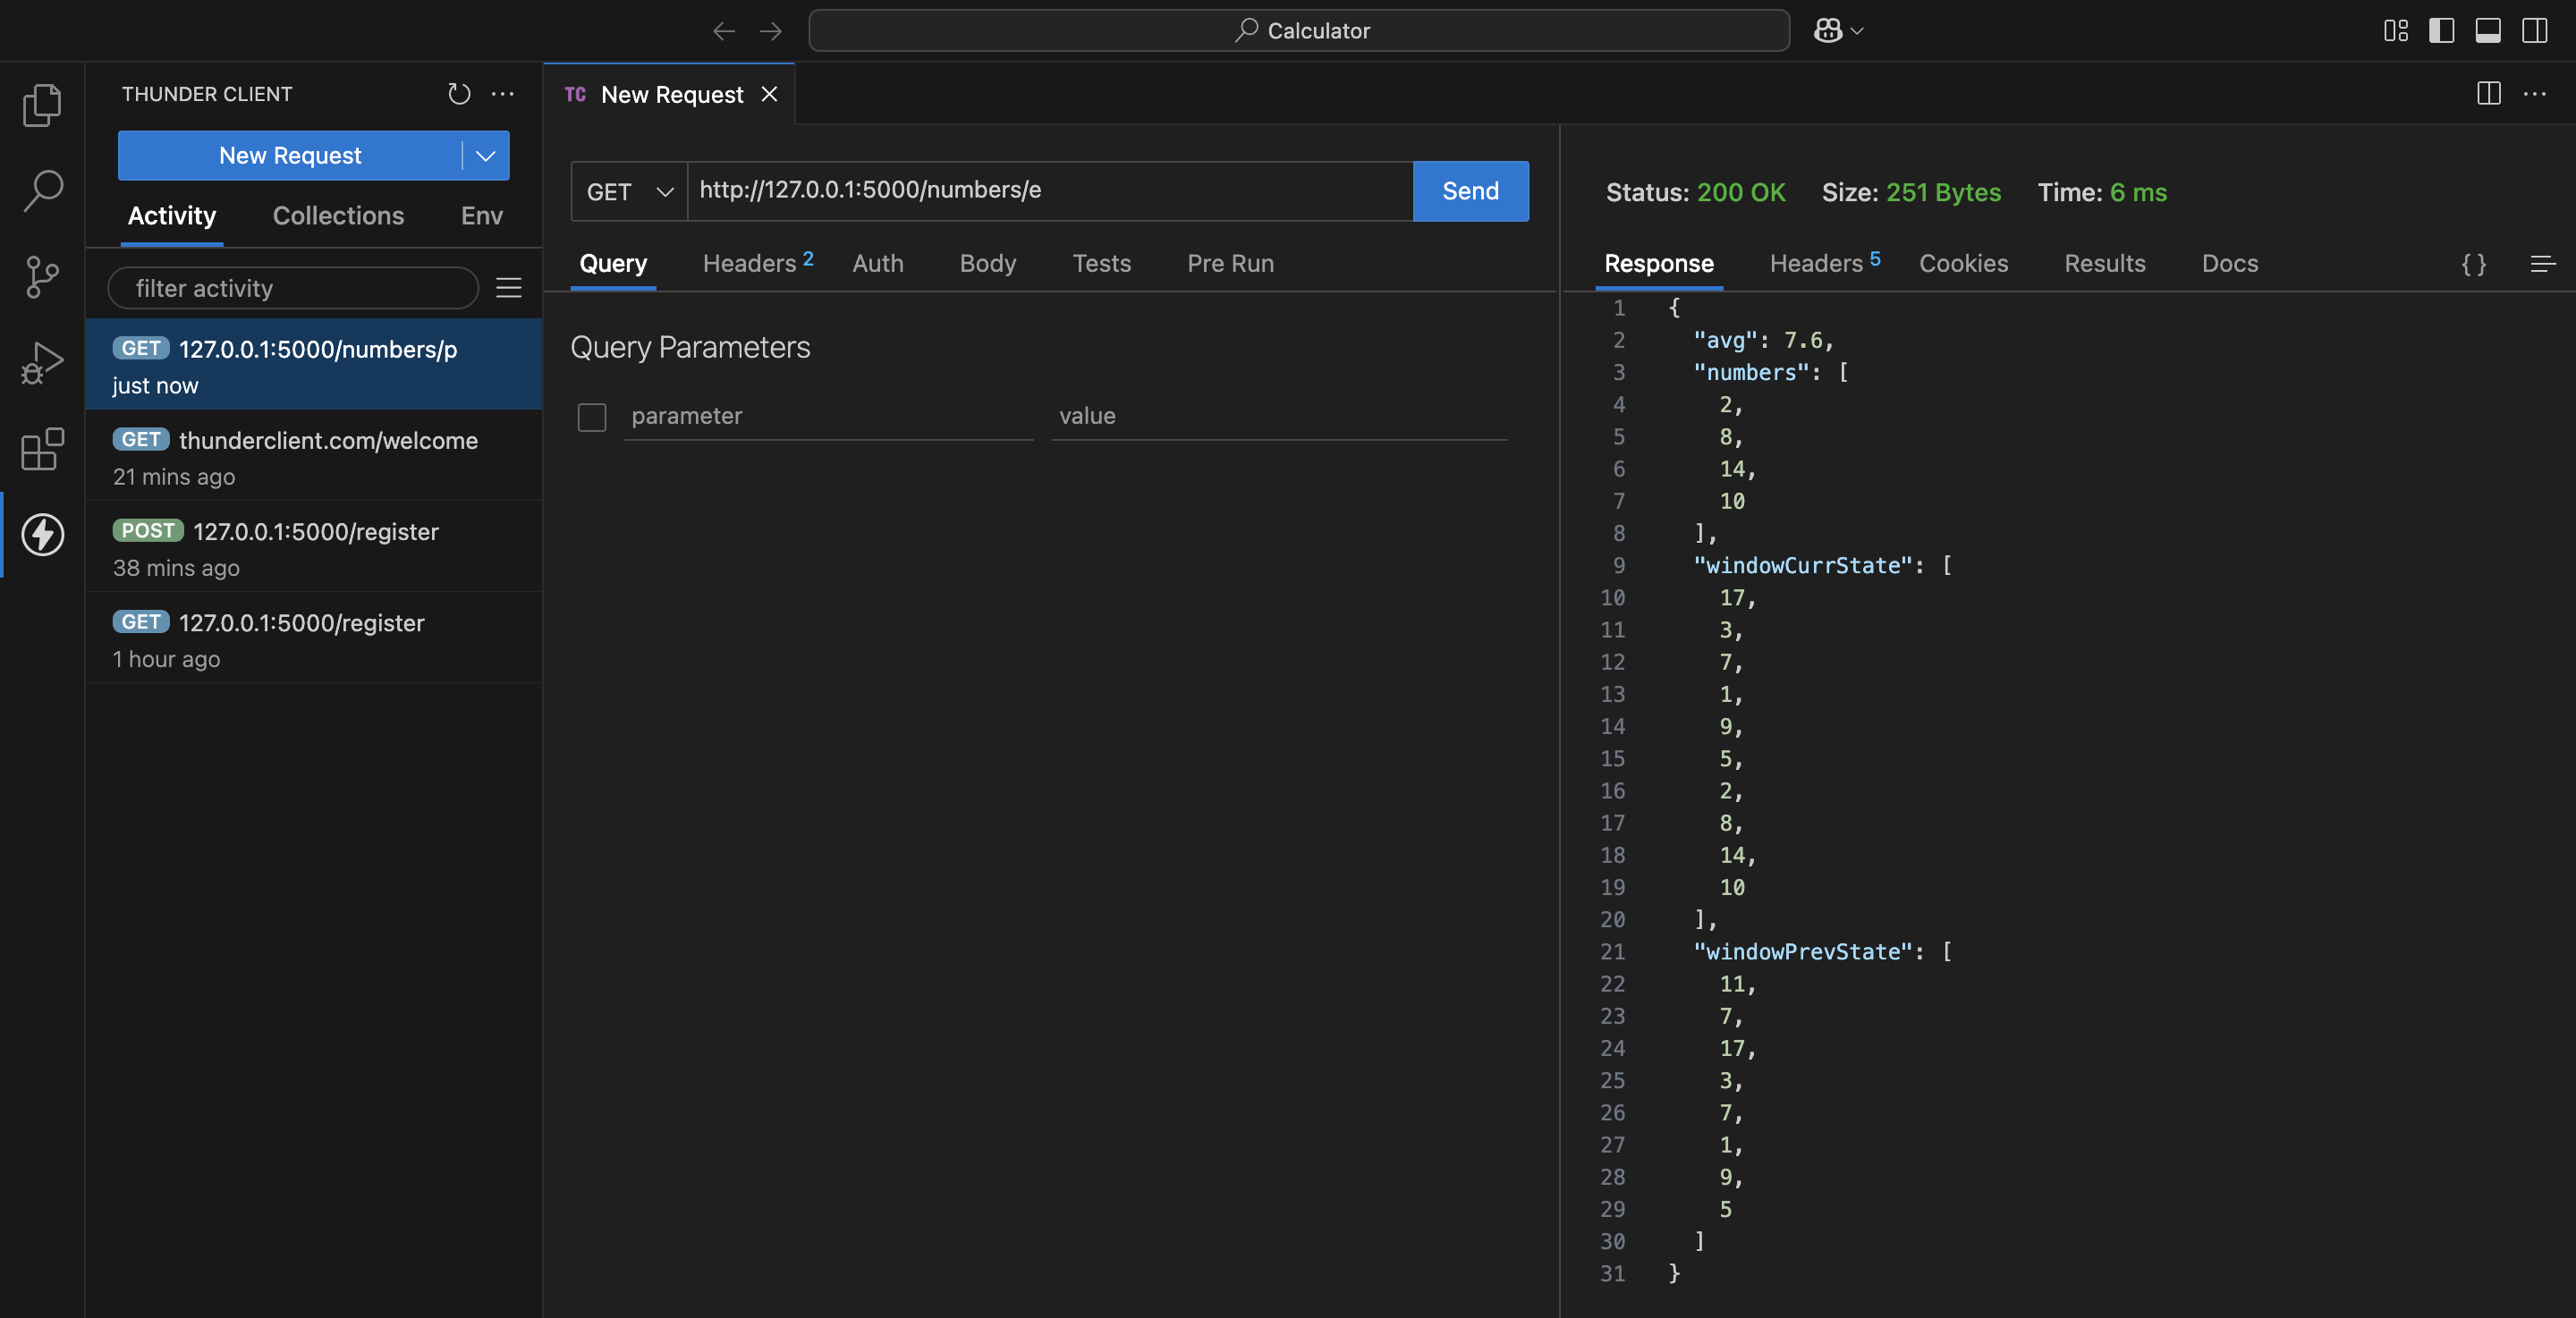 Calculator
THUNDER CLIENT
New Request
Activity Collections Env
filter activity
GET 127.0.0.1:5000/numbers/p
just now
GET thunderclient.com/welcome
21 mins ago
POST 127.0.0.1:5000/register
38 mins ago
GET 127.0.0.1:5000/register
1 hour ago
TC New Request
GET http://127.0.0.1:5000/numbers/e Send
Query Headers 2 Auth Body Tests Pre Run
Query Parameters
parameter value
Status: 200 OK Size: 251 Bytes Time: 6 ms
Response Headers 5 Cookies Results Docs {}
1 {
2 "avg": 7.6,
3 "numbers": [
4 2,
5 8,
6 14,
7 10
8 ],
9 "windowCurrState": [
10 17,
11 3,
12 7,
13 1,
14 9,
15 5,
16 2,
17 8,
18 14,
19 10
20 ],
21 "windowPrevState": [
22 11,
23 7,
24 17,
25 3,
26 7,
27 1,
28 9,
29 5
30 ]
31 }